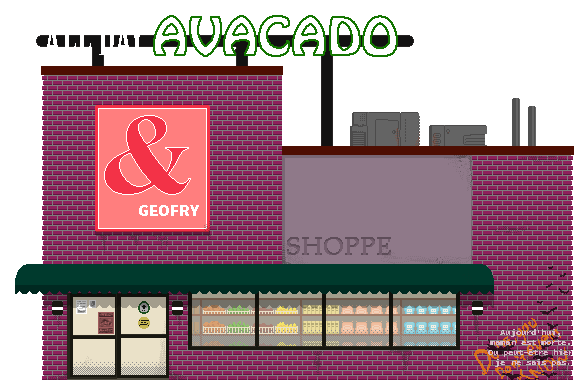 AVACADO
&
GEOFRY
SHOPPE
Aujourd'hui,
maman est morte.
Ou peut-être hier
je ne sais pas.